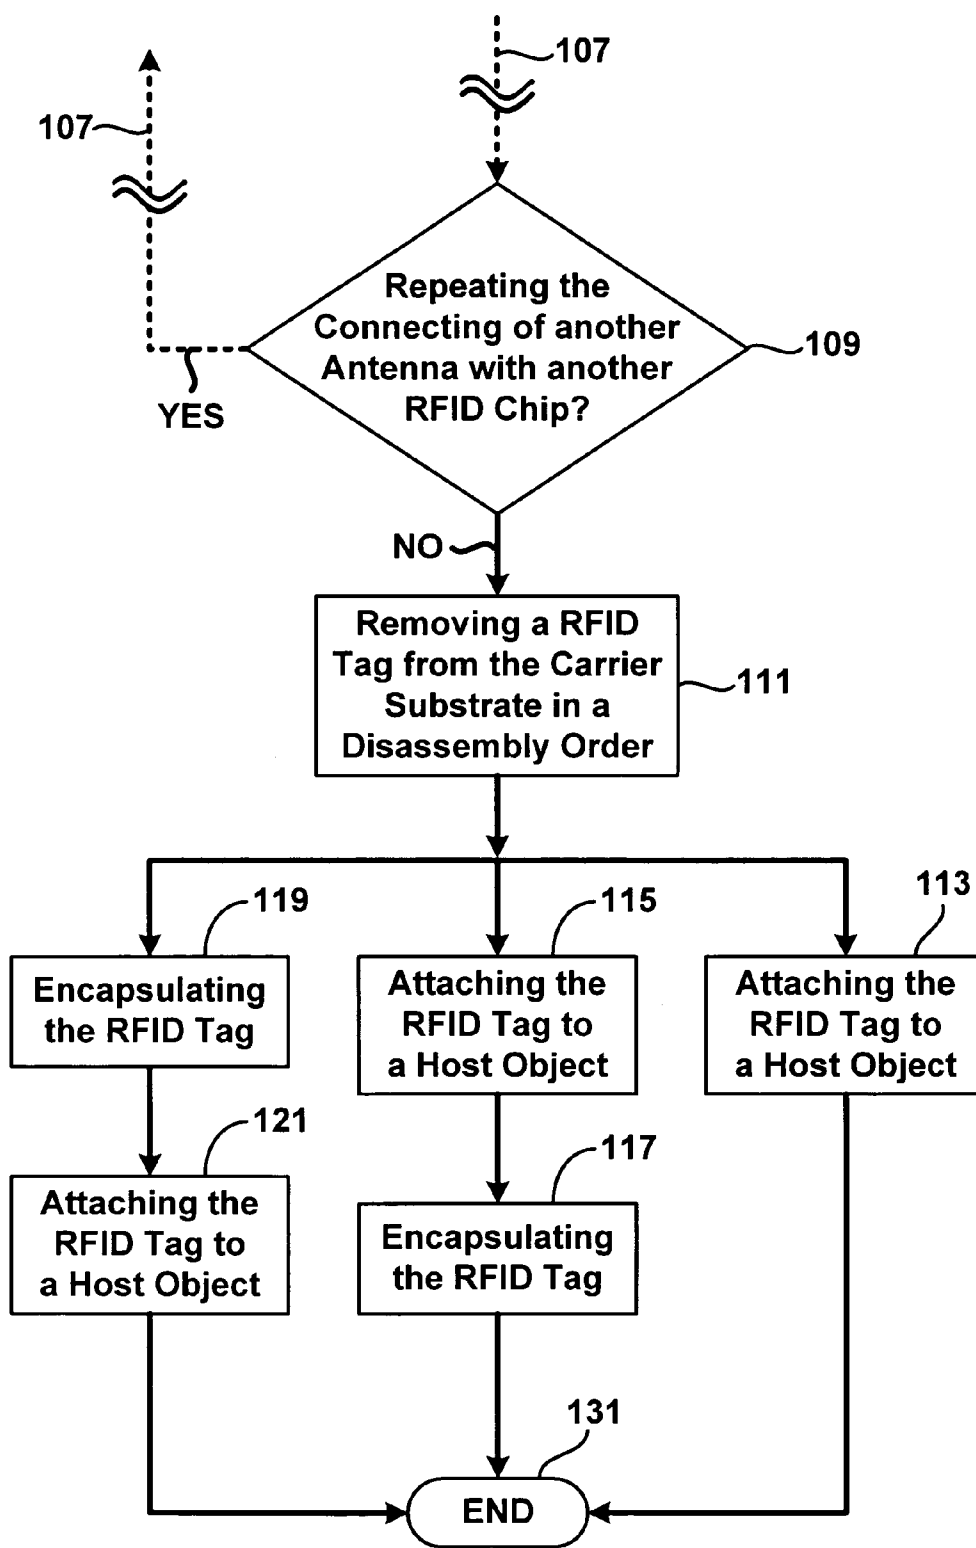 107
107
Repeating the
Connecting of another
Antenna with another
RFID Chip?
109
YES
NO
Removing a RFID
Tag from the Carrier
Substrate in a
Disassembly Order
111
119
115
113
Encapsulating
the RFID Tag
Attaching the
RFID Tag to
a Host Object
Attaching the
RFID Tag to
a Host Object
121
117
Attaching the
RFID Tag to
a Host Object
Encapsulating
the RFID Tag
131
END